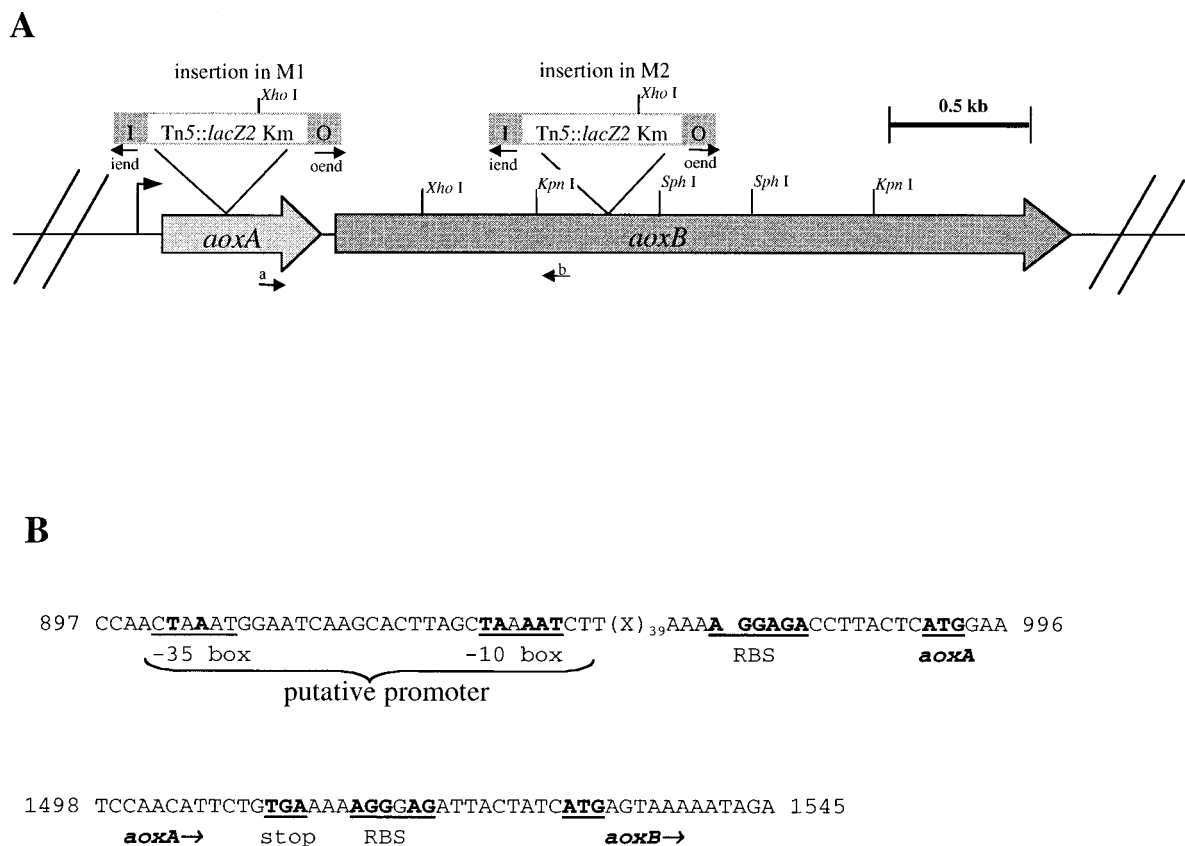 A
insertion in M1
insertion in M2
Xho I
Xho I
0.5 kb
I Tn5::lacZ2 Km O
I Tn5::lacZ2 Km O
iend oend
iend oend
Xho I Kpn I Sph I Sph I Kpn I
aoxA aoxB
a b
B
897 CCAACTAAATGGAATCAAGCACTTAGCTAAAATCTT(X)39AAAA GGAGACCTTACTCATGGAA 996
-35 box -10 box RBS aoxA
putative promoter
1498 TCCAACATTCTGTGAAAAAGGGAGATTACTATCATGAGTAAAAATAGA 1545
aoxA→ stop RBS aoxB→